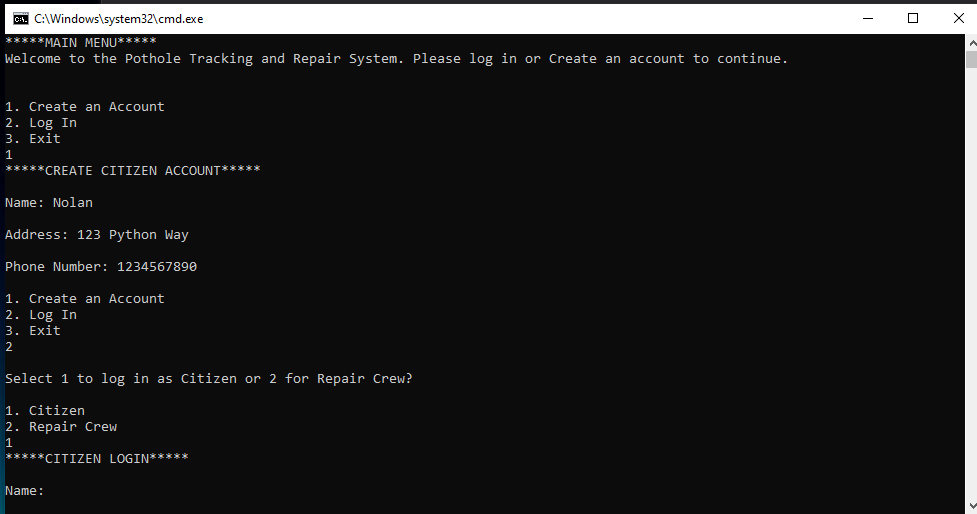 C:\Windows\system32\cmd.exe
*****MAIN MENU*****
Welcome to the Pothole Tracking and Repair System. Please log in or Create an account to continue.
1. Create an Account
2. Log In
3. Exit
1
*****CREATE CITIZEN ACCOUNT*****
Name: Nolan
Address: 123 Python Way
Phone Number: 1234567890
1. Create an Account
2. Log In
3. Exit
2
Select 1 to log in as Citizen or 2 for Repair Crew?
1. Citizen
2. Repair Crew
1
*****CITIZEN LOGIN*****
Name: